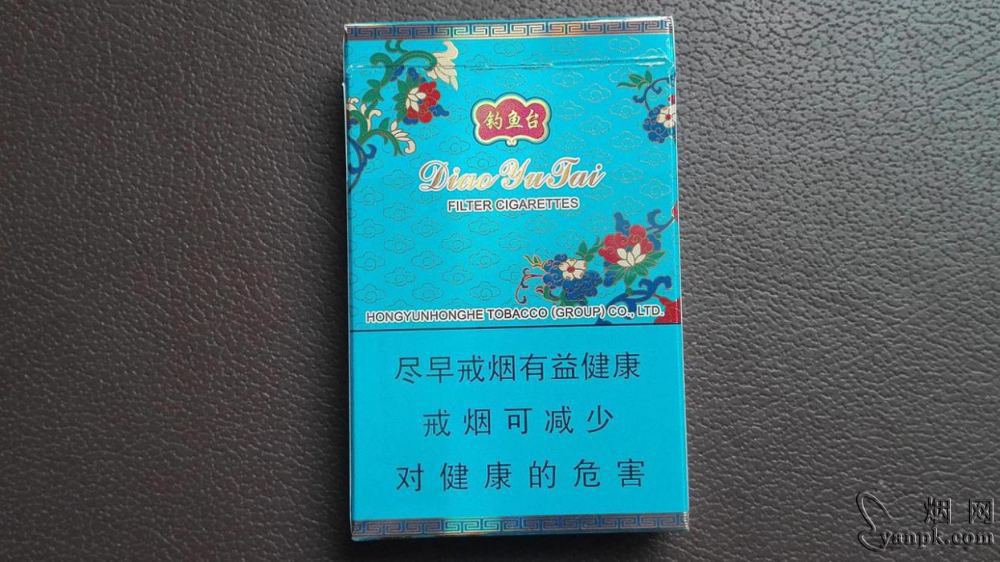 钓鱼台
Diao Yu Tai
FILTER CIGARETTES
HONGYUNHONGHE TOBACCO (GROUP) CO., LTD.
尽早戒烟有益健康
戒烟可减少
对健康的危害
烟网
yanpk.com